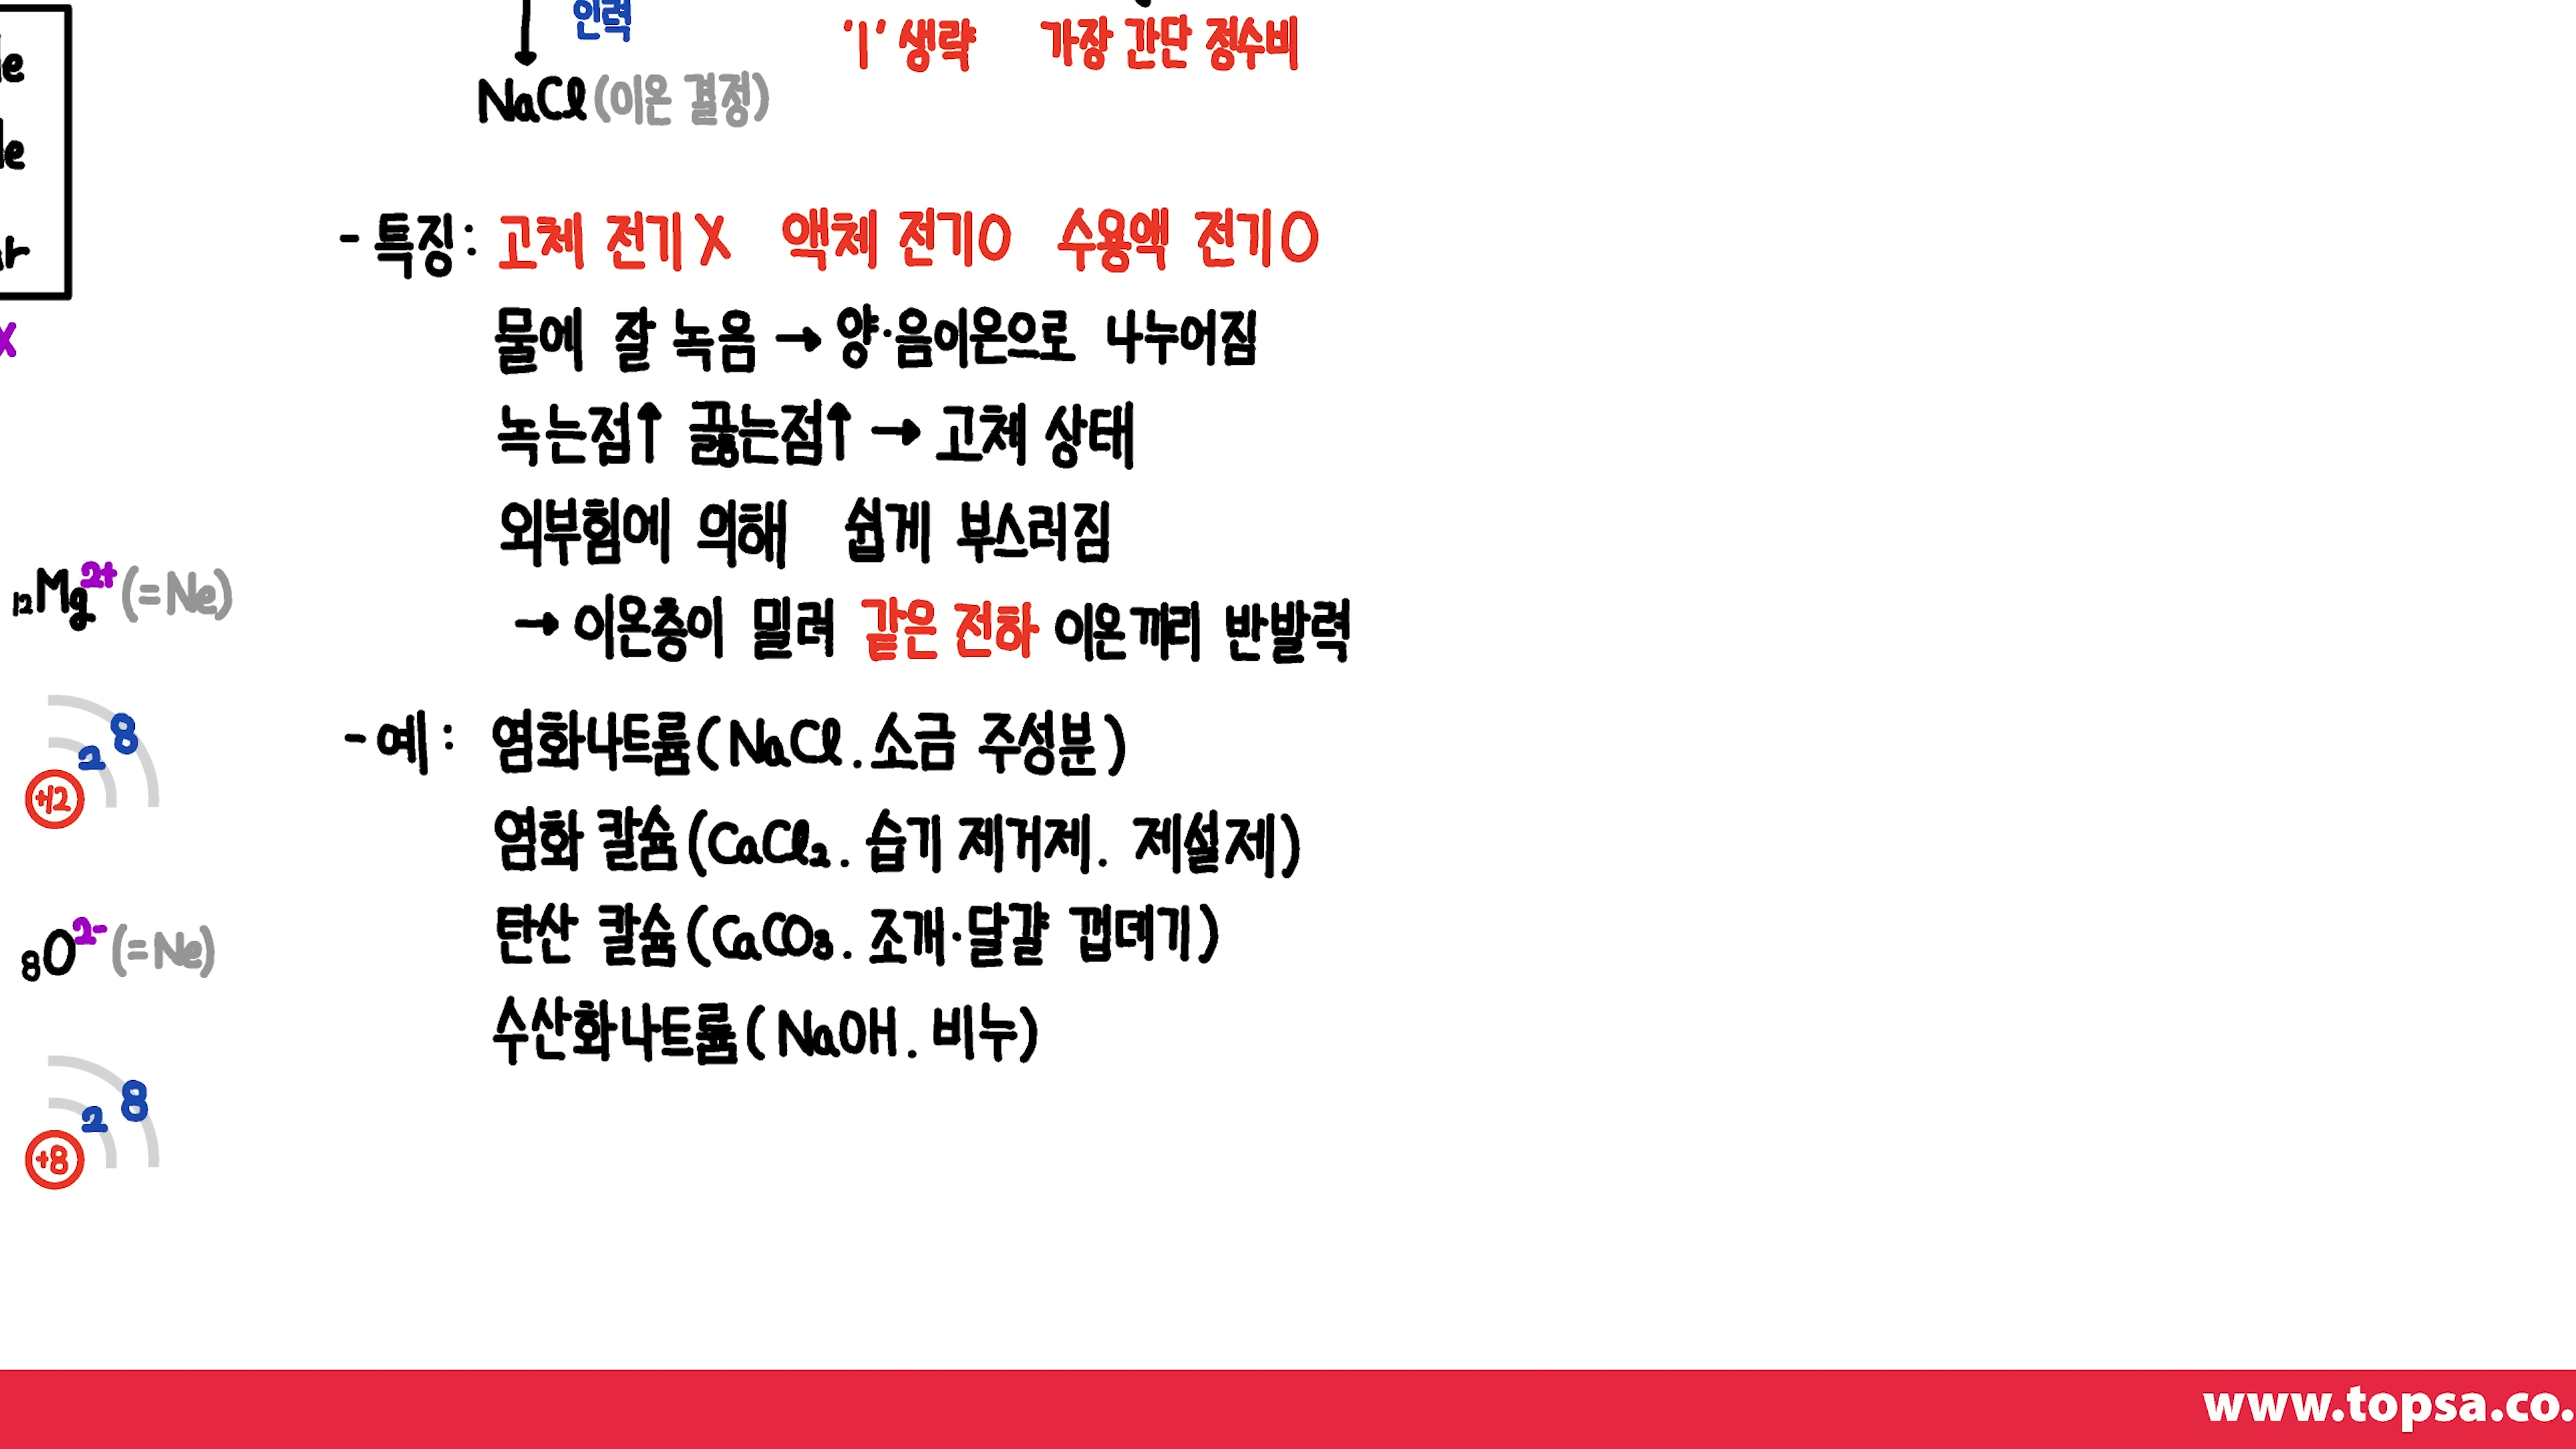 인력
'1' 생략 가장 간단 정수비
NaCl (이온 결정)
- 특징: 고체 전기 X 액체 전기 O 수용액 전기 O
물에 잘 녹음 → 양·음이온으로 나누어짐
녹는점↑ 끓는점↑ → 고체 상태
외부힘에 의해 쉽게 부스러짐
→ 이온층이 밀려 같은 전하 이온끼리 반발력
- 예: 염화나트륨(NaCl. 소금 주성분)
염화 칼슘(CaCl₂. 습기 제거제. 제설제)
탄산 칼슘(CaCO₃. 조개·달걀 껍데기)
수산화나트륨(NaOH. 비누)
X
₁₂Mg²⁺(=Ne)
8
2
+12
₈O²⁻(=Ne)
8
2
+8
www.topsa.co.